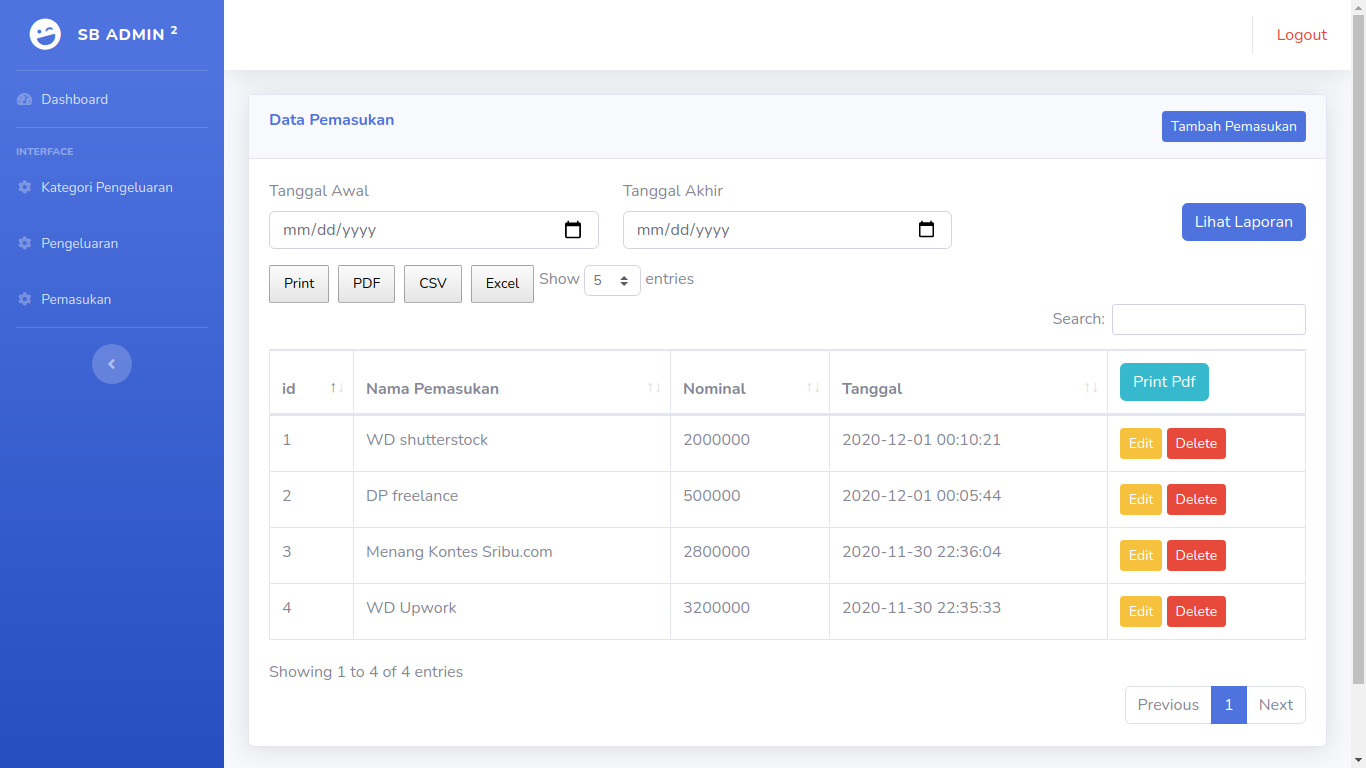 SB ADMIN 2
Logout
Dashboard
INTERFACE
Kategori Pengeluaran
Pengeluaran
Pemasukan
Data Pemasukan
Tambah Pemasukan
Tanggal Awal Tanggal Akhir
mm/dd/yyyy mm/dd/yyyy Lihat Laporan
Print PDF CSV Excel Show 5 entries
Search:
id Nama Pemasukan Nominal Tanggal Print Pdf
1 WD shutterstock 2000000 2020-12-01 00:10:21 Edit Delete
2 DP freelance 500000 2020-12-01 00:05:44 Edit Delete
3 Menang Kontes Sribu.com 2800000 2020-11-30 22:36:04 Edit Delete
4 WD Upwork 3200000 2020-11-30 22:35:33 Edit Delete
Showing 1 to 4 of 4 entries
Previous 1 Next